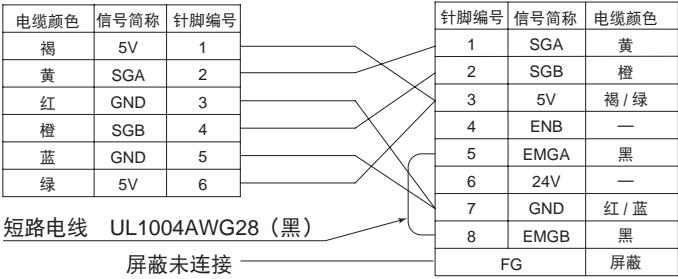 电缆颜色 信号简称 针脚编号
褐 5V 1
黄 SGA 2
红 GND 3
橙 SGB 4
蓝 GND 5
绿 5V 6
短路电线 UL1004AWG28（黑）
屏蔽未连接
针脚编号 信号简称 电缆颜色
1 SGA 黄
2 SGB 橙
3 5V 褐 / 绿
4 ENB —
5 EMGA 黑
6 24V —
7 GND 红 / 蓝
8 EMGB 黑
FG 屏蔽